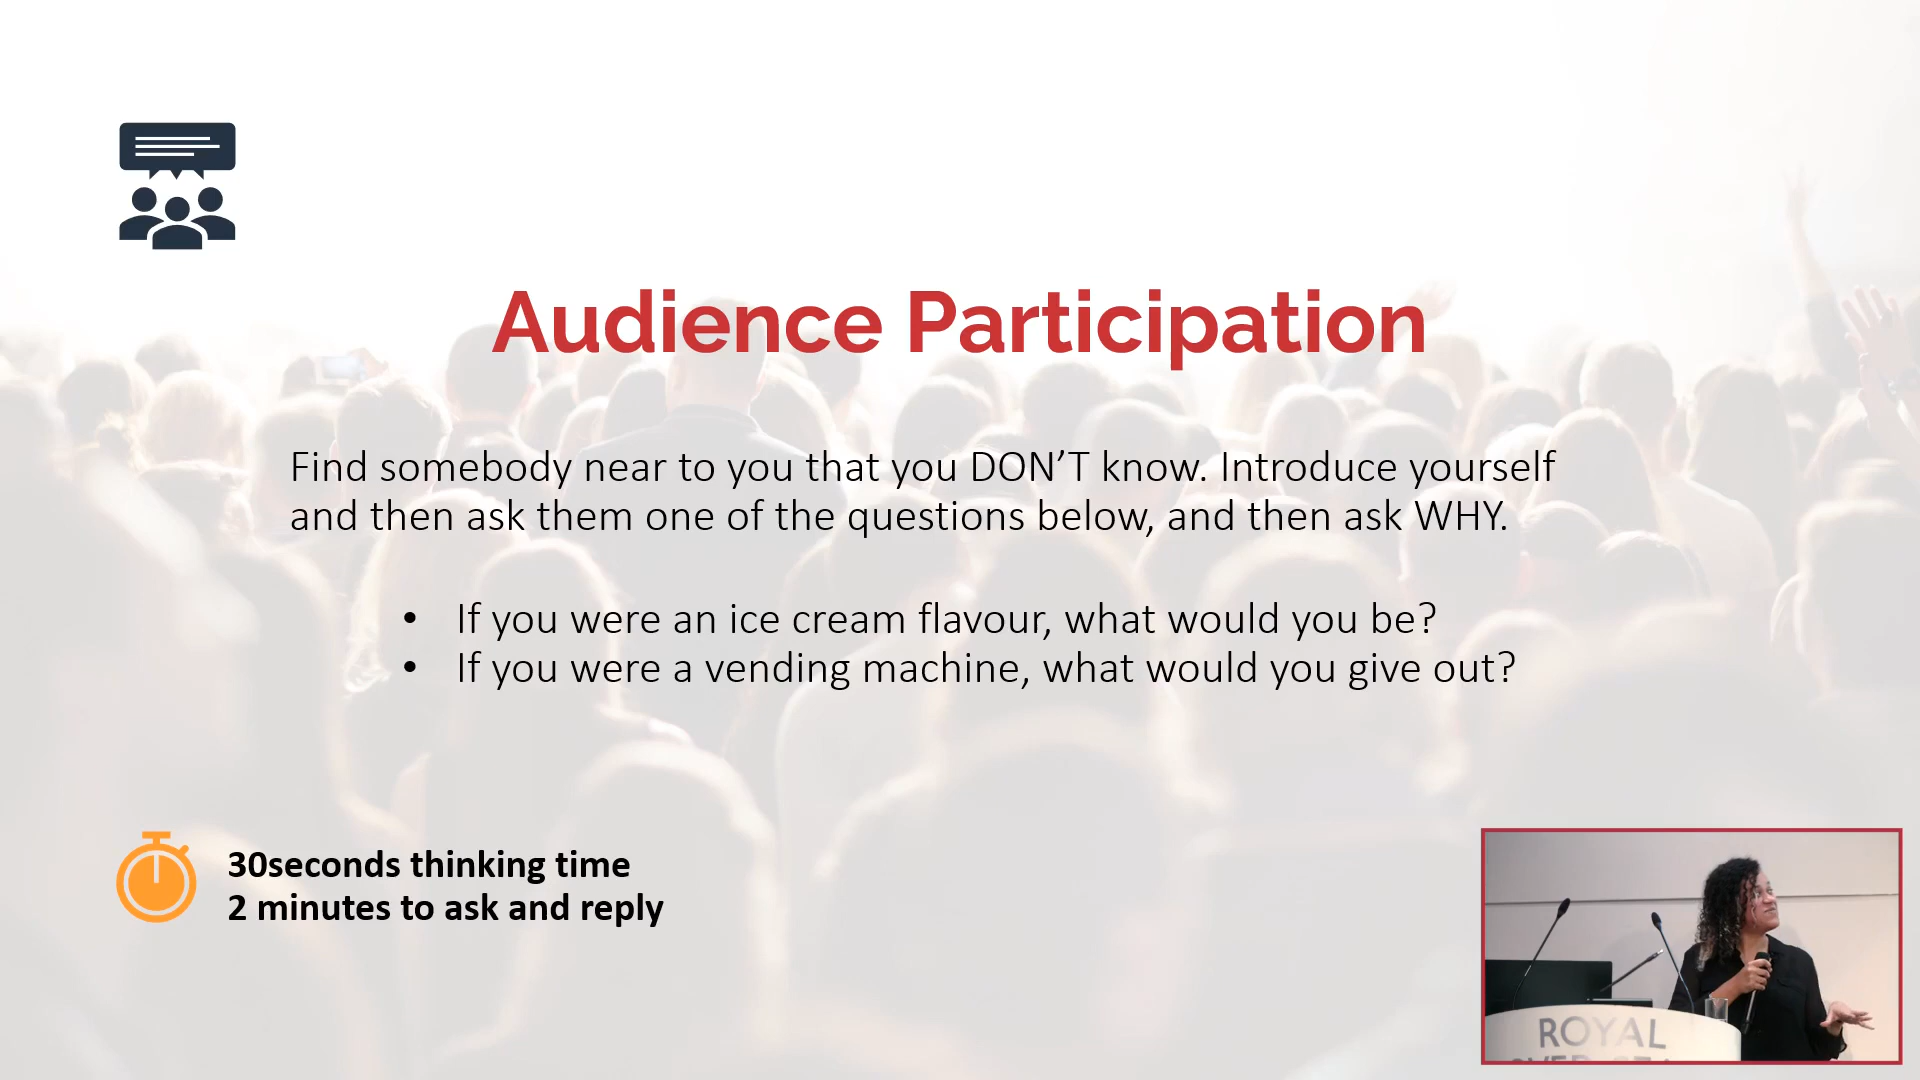 Audience Participation
Find somebody near to you that you DON’T know. Introduce yourself
and then ask them one of the questions below, and then ask WHY.
• If you were an ice cream flavour, what would you be?
• If you were a vending machine, what would you give out?
30seconds thinking time
2 minutes to ask and reply
ROYAL